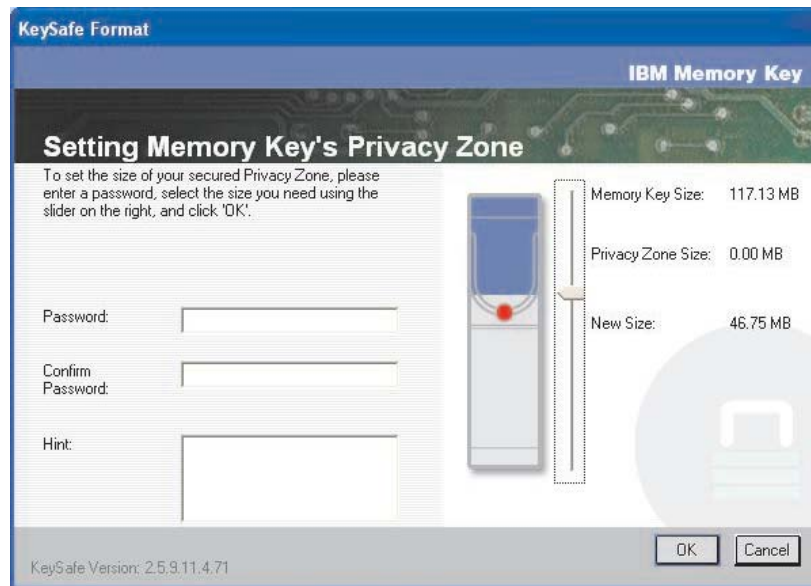 KeySafe Format
IBM Memory Key
Setting Memory Key's Privacy Zone
To set the size of your secured Privacy Zone, please
enter a password, select the size you need using the
slider on the right, and click 'OK'.
Memory Key Size: 117.13 MB
Privacy Zone Size: 0.00 MB
New Size: 46.75 MB
Password:
Confirm
Password:
Hint:
OK
Cancel
KeySafe Version: 2.5.9.11.4.71